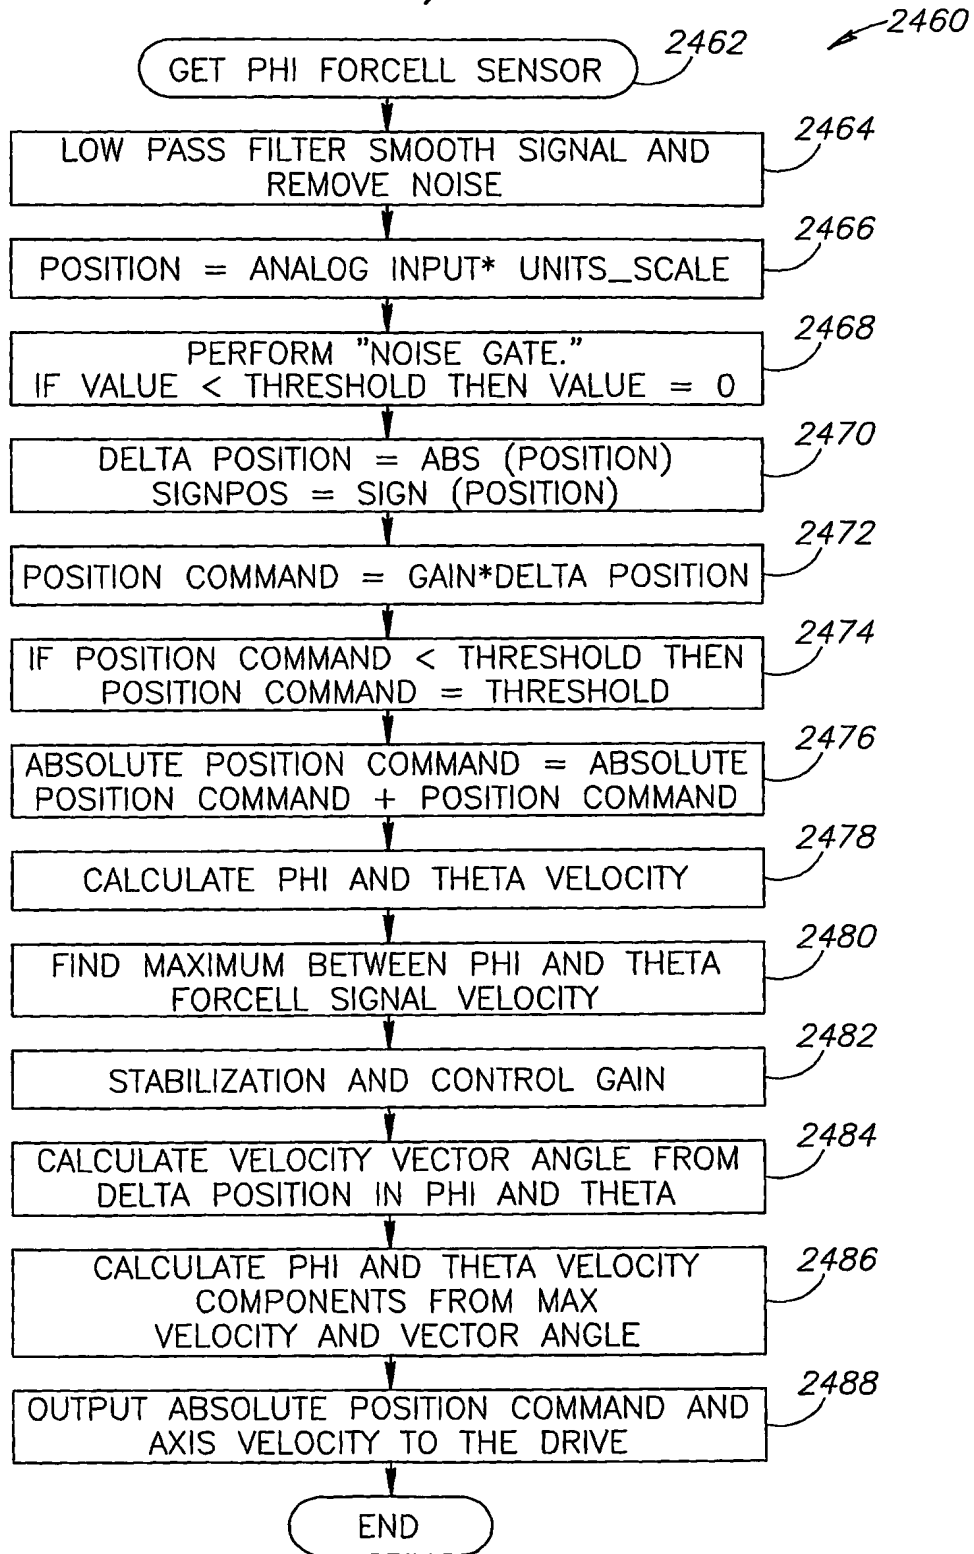 2460
GET PHI FORCELL SENSOR
2462
LOW PASS FILTER SMOOTH SIGNAL AND
REMOVE NOISE
2464
POSITION = ANALOG INPUT* UNITS_SCALE
2466
PERFORM "NOISE GATE."
IF VALUE < THRESHOLD THEN VALUE = 0
2468
DELTA POSITION = ABS (POSITION)
SIGNPOS = SIGN (POSITION)
2470
POSITION COMMAND = GAIN*DELTA POSITION
2472
IF POSITION COMMAND < THRESHOLD THEN
POSITION COMMAND = THRESHOLD
2474
ABSOLUTE POSITION COMMAND = ABSOLUTE
POSITION COMMAND + POSITION COMMAND
2476
CALCULATE PHI AND THETA VELOCITY
2478
FIND MAXIMUM BETWEEN PHI AND THETA
FORCELL SIGNAL VELOCITY
2480
STABILIZATION AND CONTROL GAIN
2482
CALCULATE VELOCITY VECTOR ANGLE FROM
DELTA POSITION IN PHI AND THETA
2484
CALCULATE PHI AND THETA VELOCITY
COMPONENTS FROM MAX
VELOCITY AND VECTOR ANGLE
2486
OUTPUT ABSOLUTE POSITION COMMAND AND
AXIS VELOCITY TO THE DRIVE
2488
END